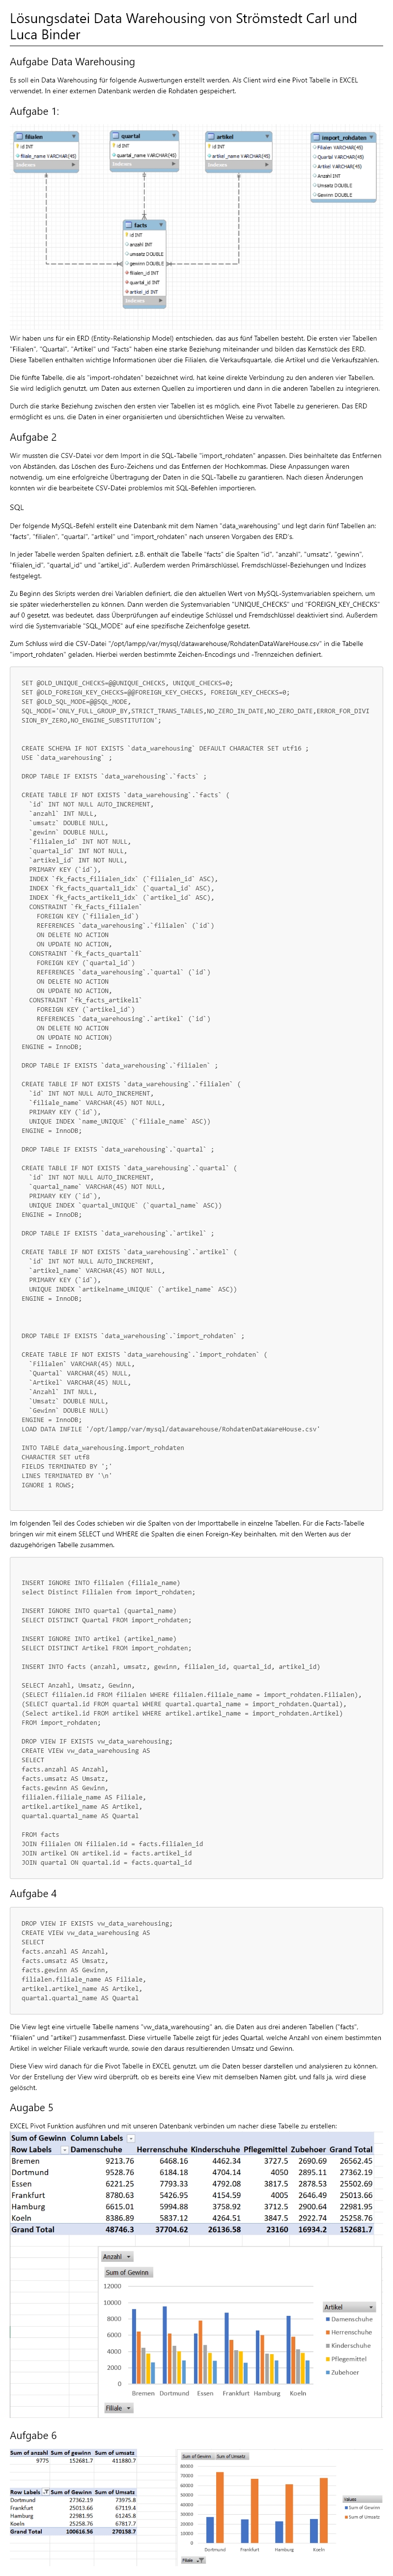 Lösungsdatei Data Warehousing von Strömstedt Carl und
Luca Binder
Aufgabe Data Warehousing
Es soll ein Data Warehousing für folgende Auswertungen erstellt werden. Als Client wird eine Pivot Tabelle in EXCEL
verwendet. In einer externen Datenbank werden die Rohdaten gespeichert.
Aufgabe 1:
filialen
id INT
filiale_name VARCHAR(45)
Indexes
quartal
id INT
quartal_name VARCHAR(45)
Indexes
artikel
id INT
artikel_name VARCHAR(45)
Indexes
import_rohdaten
Filialen VARCHAR(45)
Quartal VARCHAR(45)
Artikel VARCHAR(45)
Anzahl INT
Umsatz DOUBLE
Gewinn DOUBLE
facts
id INT
anzahl INT
umsatz DOUBLE
gewinn DOUBLE
filialen_id INT
quartal_id INT
artikel_id INT
Indexes
Wir haben uns für ein ERD (Entity-Relationship Model) entschieden, das aus fünf Tabellen besteht. Die ersten vier Tabellen
"Filialen", "Quartal", "Artikel" und "Facts" haben eine starke Beziehung miteinander und bilden das Kernstück des ERD.
Diese Tabellen enthalten wichtige Informationen über die Filialen, die Verkaufsquartale, die Artikel und die Verkaufszahlen.
Die fünfte Tabelle, die als "import-rohdaten" bezeichnet wird, hat keine direkte Verbindung zu den anderen vier Tabellen.
Sie wird lediglich genutzt, um Daten aus externen Quellen zu importieren und dann in die anderen Tabellen zu integrieren.
Durch die starke Beziehung zwischen den ersten vier Tabellen ist es möglich, eine Pivot Tabelle zu generieren. Das ERD
ermöglicht es uns, die Daten in einer organisierten und übersichtlichen Weise zu verwalten.
Aufgabe 2
Wir mussten die CSV-Datei vor dem Import in die SQL-Tabelle "import_rohdaten" anpassen. Dies beinhaltete das Entfernen
von Abständen, das Löschen des Euro-Zeichens und das Entfernen der Hochkommas. Diese Anpassungen waren
notwendig, um eine erfolgreiche Übertragung der Daten in die SQL-Tabelle zu garantieren. Nach diesen Änderungen
konnten wir die bearbeitete CSV-Datei problemlos mit SQL-Befehlen importieren.
SQL
Der folgende MySQL-Befehl erstellt eine Datenbank mit dem Namen "data_warehousing" und legt darin fünf Tabellen an:
"facts", "filialen", "quartal", "artikel" und "import_rohdaten" nach unseren Vorgaben des ERD's.
In jeder Tabelle werden Spalten definiert, z.B. enthält die Tabelle "facts" die Spalten "id", "anzahl", "umsatz", "gewinn",
"filialen_id", "quartal_id" und "artikel_id". Außerdem werden Primärschlüssel, Fremdschlüssel-Beziehungen und Indizes
festgelegt.
Zu Beginn des Skripts werden drei Variablen definiert, die den aktuellen Wert von MySQL-Systemvariablen speichern, um
sie später wiederherstellen zu können. Dann werden die Systemvariablen "UNIQUE_CHECKS" und "FOREIGN_KEY_CHECKS"
auf 0 gesetzt, was bedeutet, dass Überprüfungen auf eindeutige Schlüssel und Fremdschlüssel deaktiviert sind. Außerdem
wird die Systemvariable "SQL_MODE" auf eine spezifische Zeichenfolge gesetzt.
Zum Schluss wird die CSV-Datei "/opt/lampp/var/mysql/datawarehouse/RohdatenDataWareHouse.csv" in die Tabelle
"import_rohdaten" geladen. Hierbei werden bestimmte Zeichen-Encodings und -Trennzeichen definiert.
SET @OLD_UNIQUE_CHECKS=@@UNIQUE_CHECKS, UNIQUE_CHECKS=0;
SET @OLD_FOREIGN_KEY_CHECKS=@@FOREIGN_KEY_CHECKS, FOREIGN_KEY_CHECKS=0;
SET @OLD_SQL_MODE=@@SQL_MODE,
SQL_MODE='ONLY_FULL_GROUP_BY,STRICT_TRANS_TABLES,NO_ZERO_IN_DATE,NO_ZERO_DATE,ERROR_FOR_DIVI
SION_BY_ZERO,NO_ENGINE_SUBSTITUTION';
CREATE SCHEMA IF NOT EXISTS `data_warehousing` DEFAULT CHARACTER SET utf16 ;
USE `data_warehousing` ;
DROP TABLE IF EXISTS `data_warehousing`.`facts` ;
CREATE TABLE IF NOT EXISTS `data_warehousing`.`facts` (
`id` INT NOT NULL AUTO_INCREMENT,
`anzahl` INT NULL,
`umsatz` DOUBLE NULL,
`gewinn` DOUBLE NULL,
`filialen_id` INT NOT NULL,
`quartal_id` INT NOT NULL,
`artikel_id` INT NOT NULL,
PRIMARY KEY (`id`),
INDEX `fk_facts_filialen_idx` (`filialen_id` ASC),
INDEX `fk_facts_quartal1_idx` (`quartal_id` ASC),
INDEX `fk_facts_artikel1_idx` (`artikel_id` ASC),
CONSTRAINT `fk_facts_filialen`
FOREIGN KEY (`filialen_id`)
REFERENCES `data_warehousing`.`filialen` (`id`)
ON DELETE NO ACTION
ON UPDATE NO ACTION,
CONSTRAINT `fk_facts_quartal1`
FOREIGN KEY (`quartal_id`)
REFERENCES `data_warehousing`.`quartal` (`id`)
ON DELETE NO ACTION
ON UPDATE NO ACTION,
CONSTRAINT `fk_facts_artikel1`
FOREIGN KEY (`artikel_id`)
REFERENCES `data_warehousing`.`artikel` (`id`)
ON DELETE NO ACTION
ON UPDATE NO ACTION)
ENGINE = InnoDB;
DROP TABLE IF EXISTS `data_warehousing`.`filialen` ;
CREATE TABLE IF NOT EXISTS `data_warehousing`.`filialen` (
`id` INT NOT NULL AUTO_INCREMENT,
`filiale_name` VARCHAR(45) NOT NULL,
PRIMARY KEY (`id`),
UNIQUE INDEX `name_UNIQUE` (`filiale_name` ASC))
ENGINE = InnoDB;
DROP TABLE IF EXISTS `data_warehousing`.`quartal` ;
CREATE TABLE IF NOT EXISTS `data_warehousing`.`quartal` (
`id` INT NOT NULL AUTO_INCREMENT,
`quartal_name` VARCHAR(45) NOT NULL,
PRIMARY KEY (`id`),
UNIQUE INDEX `quartal_UNIQUE` (`quartal_name` ASC))
ENGINE = InnoDB;
DROP TABLE IF EXISTS `data_warehousing`.`artikel` ;
CREATE TABLE IF NOT EXISTS `data_warehousing`.`artikel` (
`id` INT NOT NULL AUTO_INCREMENT,
`artikel_name` VARCHAR(45) NOT NULL,
PRIMARY KEY (`id`),
UNIQUE INDEX `artikelname_UNIQUE` (`artikel_name` ASC))
ENGINE = InnoDB;
DROP TABLE IF EXISTS `data_warehousing`.`import_rohdaten` ;
CREATE TABLE IF NOT EXISTS `data_warehousing`.`import_rohdaten` (
`Filialen` VARCHAR(45) NULL,
`Quartal` VARCHAR(45) NULL,
`Artikel` VARCHAR(45) NULL,
`Anzahl` INT NULL,
`Umsatz` DOUBLE NULL,
`Gewinn` DOUBLE NULL)
ENGINE = InnoDB;
LOAD DATA INFILE '/opt/lampp/var/mysql/datawarehouse/RohdatenDataWareHouse.csv'
INTO TABLE data_warehousing.import_rohdaten
CHARACTER SET utf8
FIELDS TERMINATED BY ';'
LINES TERMINATED BY '\n'
IGNORE 1 ROWS;
Im folgenden Teil des Codes schieben wir die Spalten von der Importtabelle in einzelne Tabellen. Für die Facts-Tabelle
bringen wir mit einem SELECT und WHERE die Spalten die einen Foreign-Key beinhalten, mit den Werten aus der
dazugehörigen Tabelle zusammen.
INSERT IGNORE INTO filialen (filiale_name)
select Distinct Filialen from import_rohdaten;
INSERT IGNORE INTO quartal (quartal_name)
SELECT DISTINCT Quartal FROM import_rohdaten;
INSERT IGNORE INTO artikel (artikel_name)
SELECT DISTINCT Artikel FROM import_rohdaten;
INSERT INTO facts (anzahl, umsatz, gewinn, filialen_id, quartal_id, artikel_id)
SELECT Anzahl, Umsatz, Gewinn,
(SELECT filialen.id FROM filialen WHERE filialen.filiale_name = import_rohdaten.Filialen),
(SELECT quartal.id FROM quartal WHERE quartal.quartal_name = import_rohdaten.Quartal),
(Select artikel.id FROM artikel WHERE artikel.artikel_name = import_rohdaten.Artikel)
FROM import_rohdaten;
DROP VIEW IF EXISTS vw_data_warehousing;
CREATE VIEW vw_data_warehousing AS
SELECT
facts.anzahl AS Anzahl,
facts.umsatz AS Umsatz,
facts.gewinn AS Gewinn,
filialen.filiale_name AS Filiale,
artikel.artikel_name AS Artikel,
quartal.quartal_name AS Quartal
FROM facts
JOIN filialen ON filialen.id = facts.filialen_id
JOIN artikel ON artikel.id = facts.artikel_id
JOIN quartal ON quartal.id = facts.quartal_id
Aufgabe 4
DROP VIEW IF EXISTS vw_data_warehousing;
CREATE VIEW vw_data_warehousing AS
SELECT
facts.anzahl AS Anzahl,
facts.umsatz AS Umsatz,
facts.gewinn AS Gewinn,
filialen.filiale_name AS Filiale,
artikel.artikel_name AS Artikel,
quartal.quartal_name AS Quartal
Die View legt eine virtuelle Tabelle namens "vw_data_warehousing" an, die Daten aus drei anderen Tabellen ("facts",
"filialen" und "artikel") zusammenfasst. Diese virtuelle Tabelle zeigt für jedes Quartal, welche Anzahl von einem bestimmten
Artikel in welcher Filiale verkauft wurde, sowie den daraus resultierenden Umsatz und Gewinn.
Diese View wird danach für die Pivot Tabelle in EXCEL genutzt, um die Daten besser darstellen und analysieren zu können.
Vor der Erstellung der View wird überprüft, ob es bereits eine View mit demselben Namen gibt, und falls ja, wird diese
gelöscht.
Augabe 5
EXCEL Pivot Funktion ausführen und mit unseren Datenbank verbinden um nacher diese Tabelle zu erstellen:
Sum of Gewinn Column Labels
Row Labels Damenschuhe Herrenschuhe Kinderschuhe Pflegemittel Zubehoer Grand Total
Bremen 9213.76 6468.16 4462.34 3727.5 2690.69 26562.45
Dortmund 9528.76 6184.18 4704.14 4050 2895.11 27362.19
Essen 6221.25 7793.33 4792.08 3817.5 2878.53 25502.69
Frankfurt 8780.63 5426.95 4154.59 4005 2646.49 25013.66
Hamburg 6615.01 5994.88 3758.92 3712.5 2900.64 22981.95
Koeln 8386.89 5837.12 4264.51 3847.5 2922.74 25258.76
Grand Total 48746.3 37704.62 26136.58 23160 16934.2 152681.7
Anzahl
Sum of Gewinn
12000
10000
8000
6000
4000
2000
0
Bremen Dortmund Essen Frankfurt Hamburg Koeln
Artikel
Damenschuhe
Herrenschuhe
Kinderschuhe
Pflegemittel
Zubehoer
Filiale
Aufgabe 6
Sum of anzahl Sum of gewinn Sum of umsatz
9775 152681.7 411880.7
Row Labels Sum of Gewinn Sum of Umsatz
Dortmund 27362.19 73975.8
Frankfurt 25013.66 67119.4
Hamburg 22981.95 61245.8
Koeln 25258.76 67817.7
Grand Total 100616.56 270158.7
Sum of Gewinn Sum of Umsatz
80000
70000
60000
50000
40000
30000
20000
10000
0
Dortmund Frankfurt Hamburg Koeln
Values
Sum of Gewinn
Sum of Umsatz
Filiale